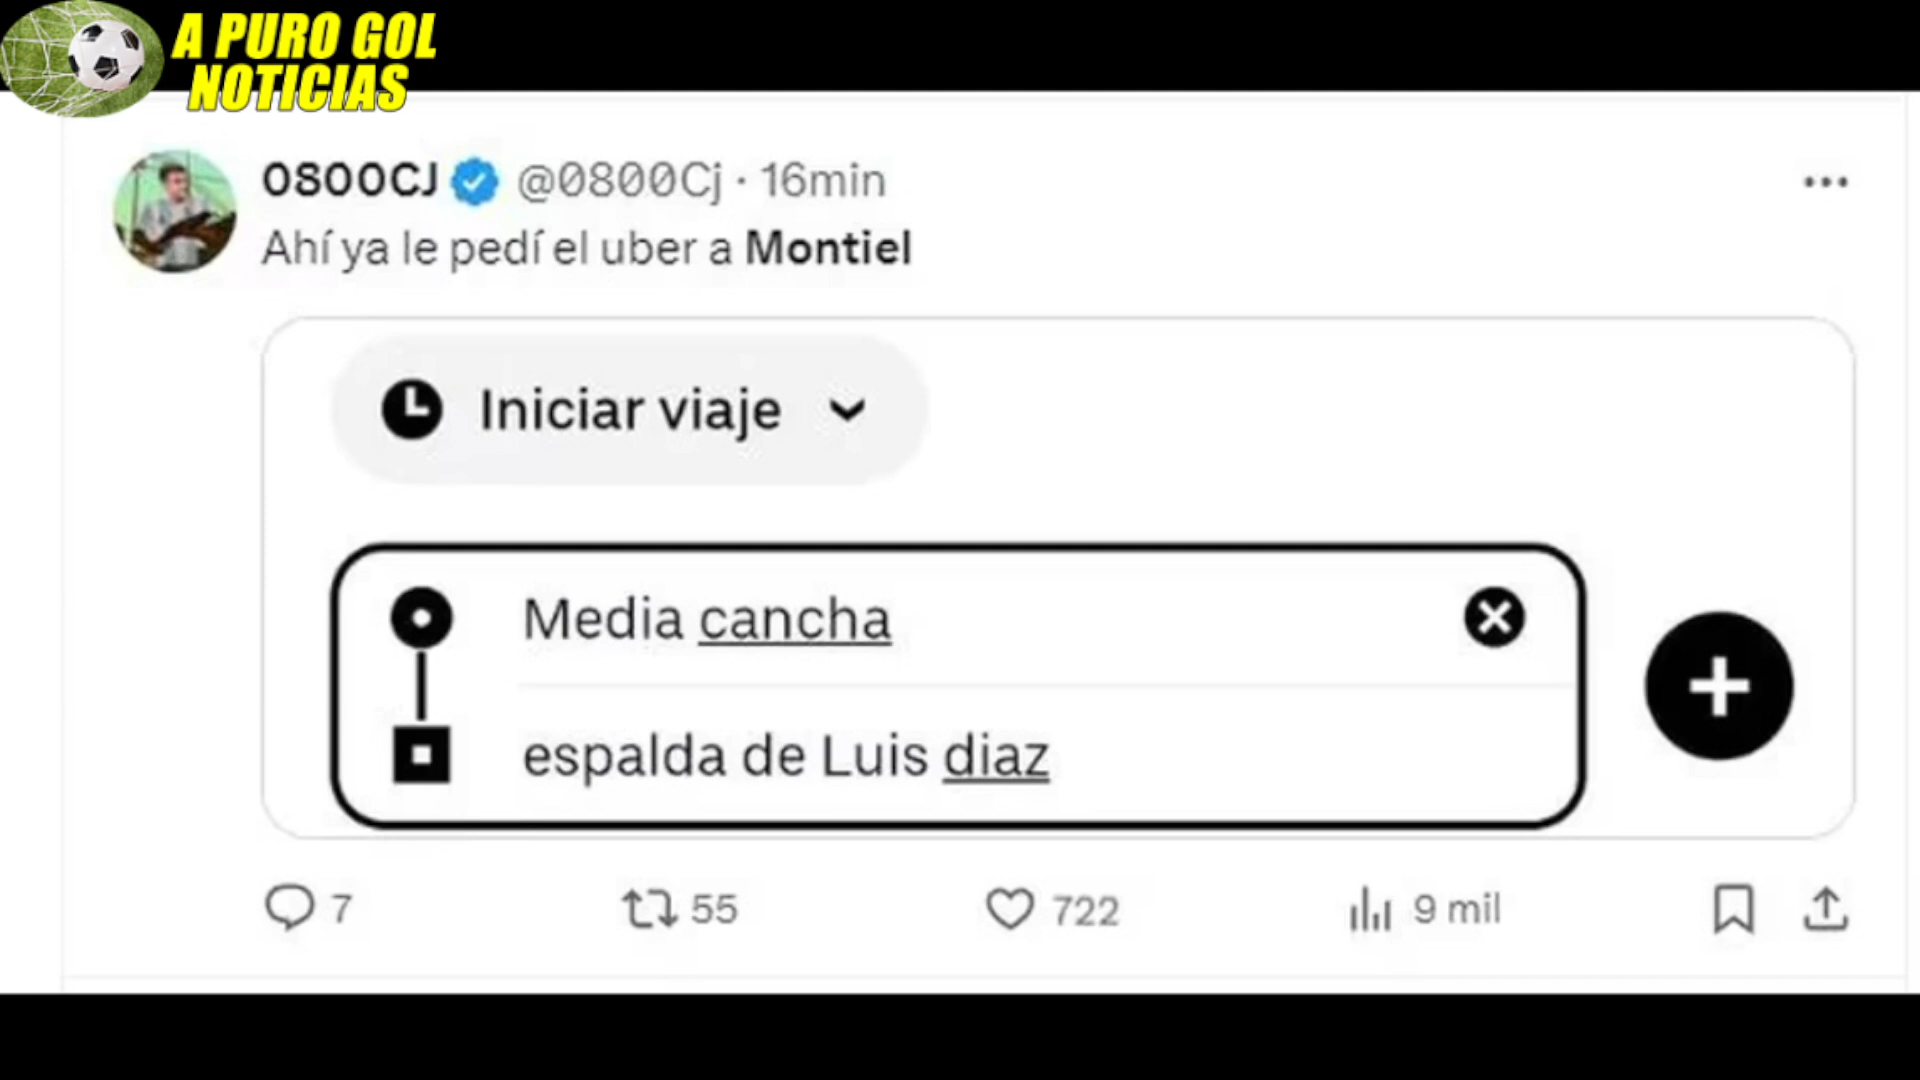 A PURO GOL
NOTICIAS
0800CJ @0800Cj · 16min
Ahí ya le pedí el uber a Montiel
Iniciar viaje
Media cancha
espalda de Luis diaz
7 55 722 9 mil